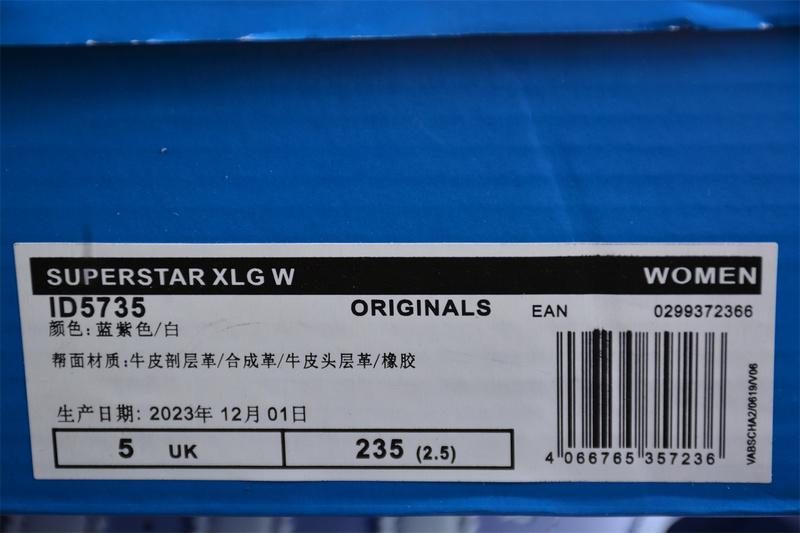 SUPERSTAR XLG W WOMEN
ID5735 ORIGINALS EAN 0299372366
颜色: 蓝紫色/白
帮面材质:牛皮剖层革/合成革/牛皮头层革/橡胶
生产日期: 2023年 12月 01日
5 UK 235 (2.5)
4 066765 357236
VABSCHA2/0619/V06